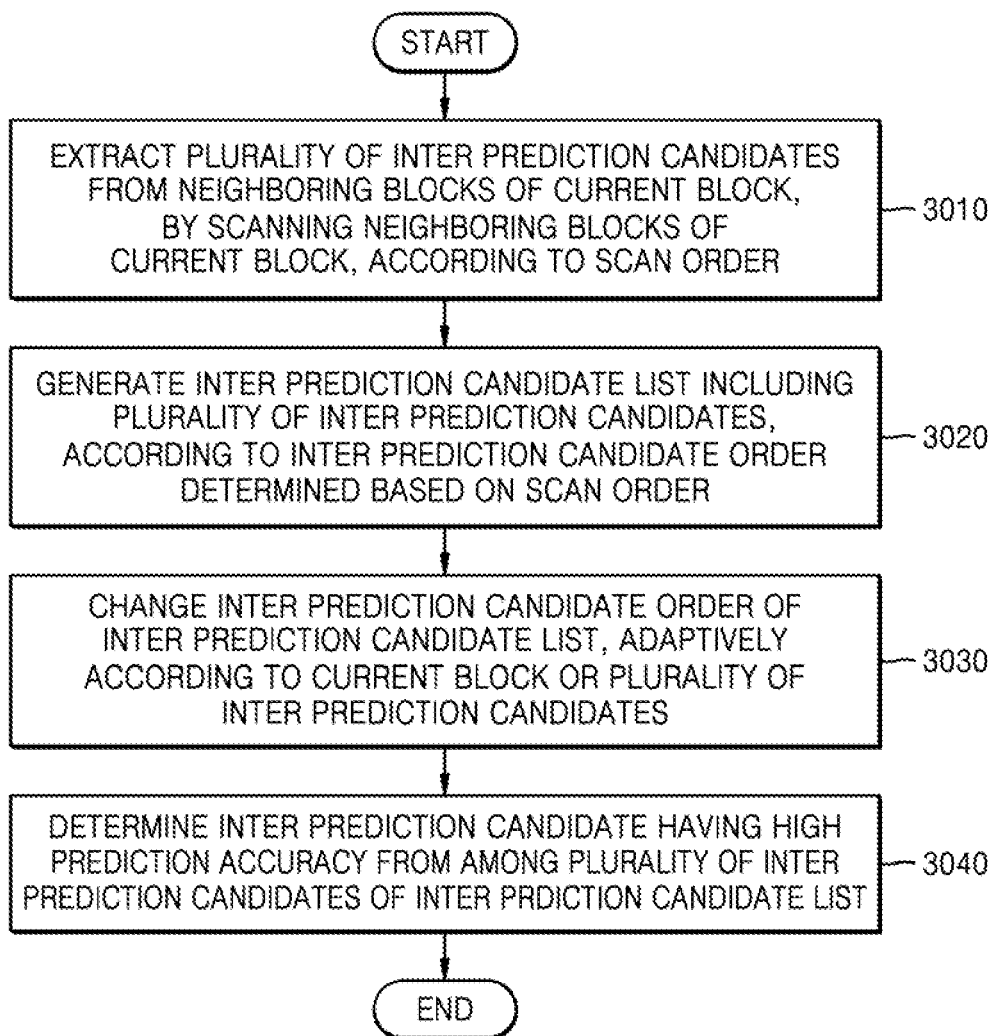 START
EXTRACT PLURALITY OF INTER PREDICTION CANDIDATES
FROM NEIGHBORING BLOCKS OF CURRENT BLOCK,
BY SCANNING NEIGHBORING BLOCKS OF
CURRENT BLOCK, ACCORDING TO SCAN ORDER
3010
GENERATE INTER PREDICTION CANDIDATE LIST INCLUDING
PLURALITY OF INTER PREDICTION CANDIDATES,
ACCORDING TO INTER PREDICTION CANDIDATE ORDER
DETERMINED BASED ON SCAN ORDER
3020
CHANGE INTER PREDICTION CANDIDATE ORDER OF
INTER PREDICTION CANDIDATE LIST, ADAPTIVELY
ACCORDING TO CURRENT BLOCK OR PLURALITY OF
INTER PREDICTION CANDIDATES
3030
DETERMINE INTER PREDICTION CANDIDATE HAVING HIGH
PREDICTION ACCURACY FROM AMONG PLURALITY OF INTER
PREDICTION CANDIDATES OF INTER PRDICTION CANDIDATE LIST
3040
END